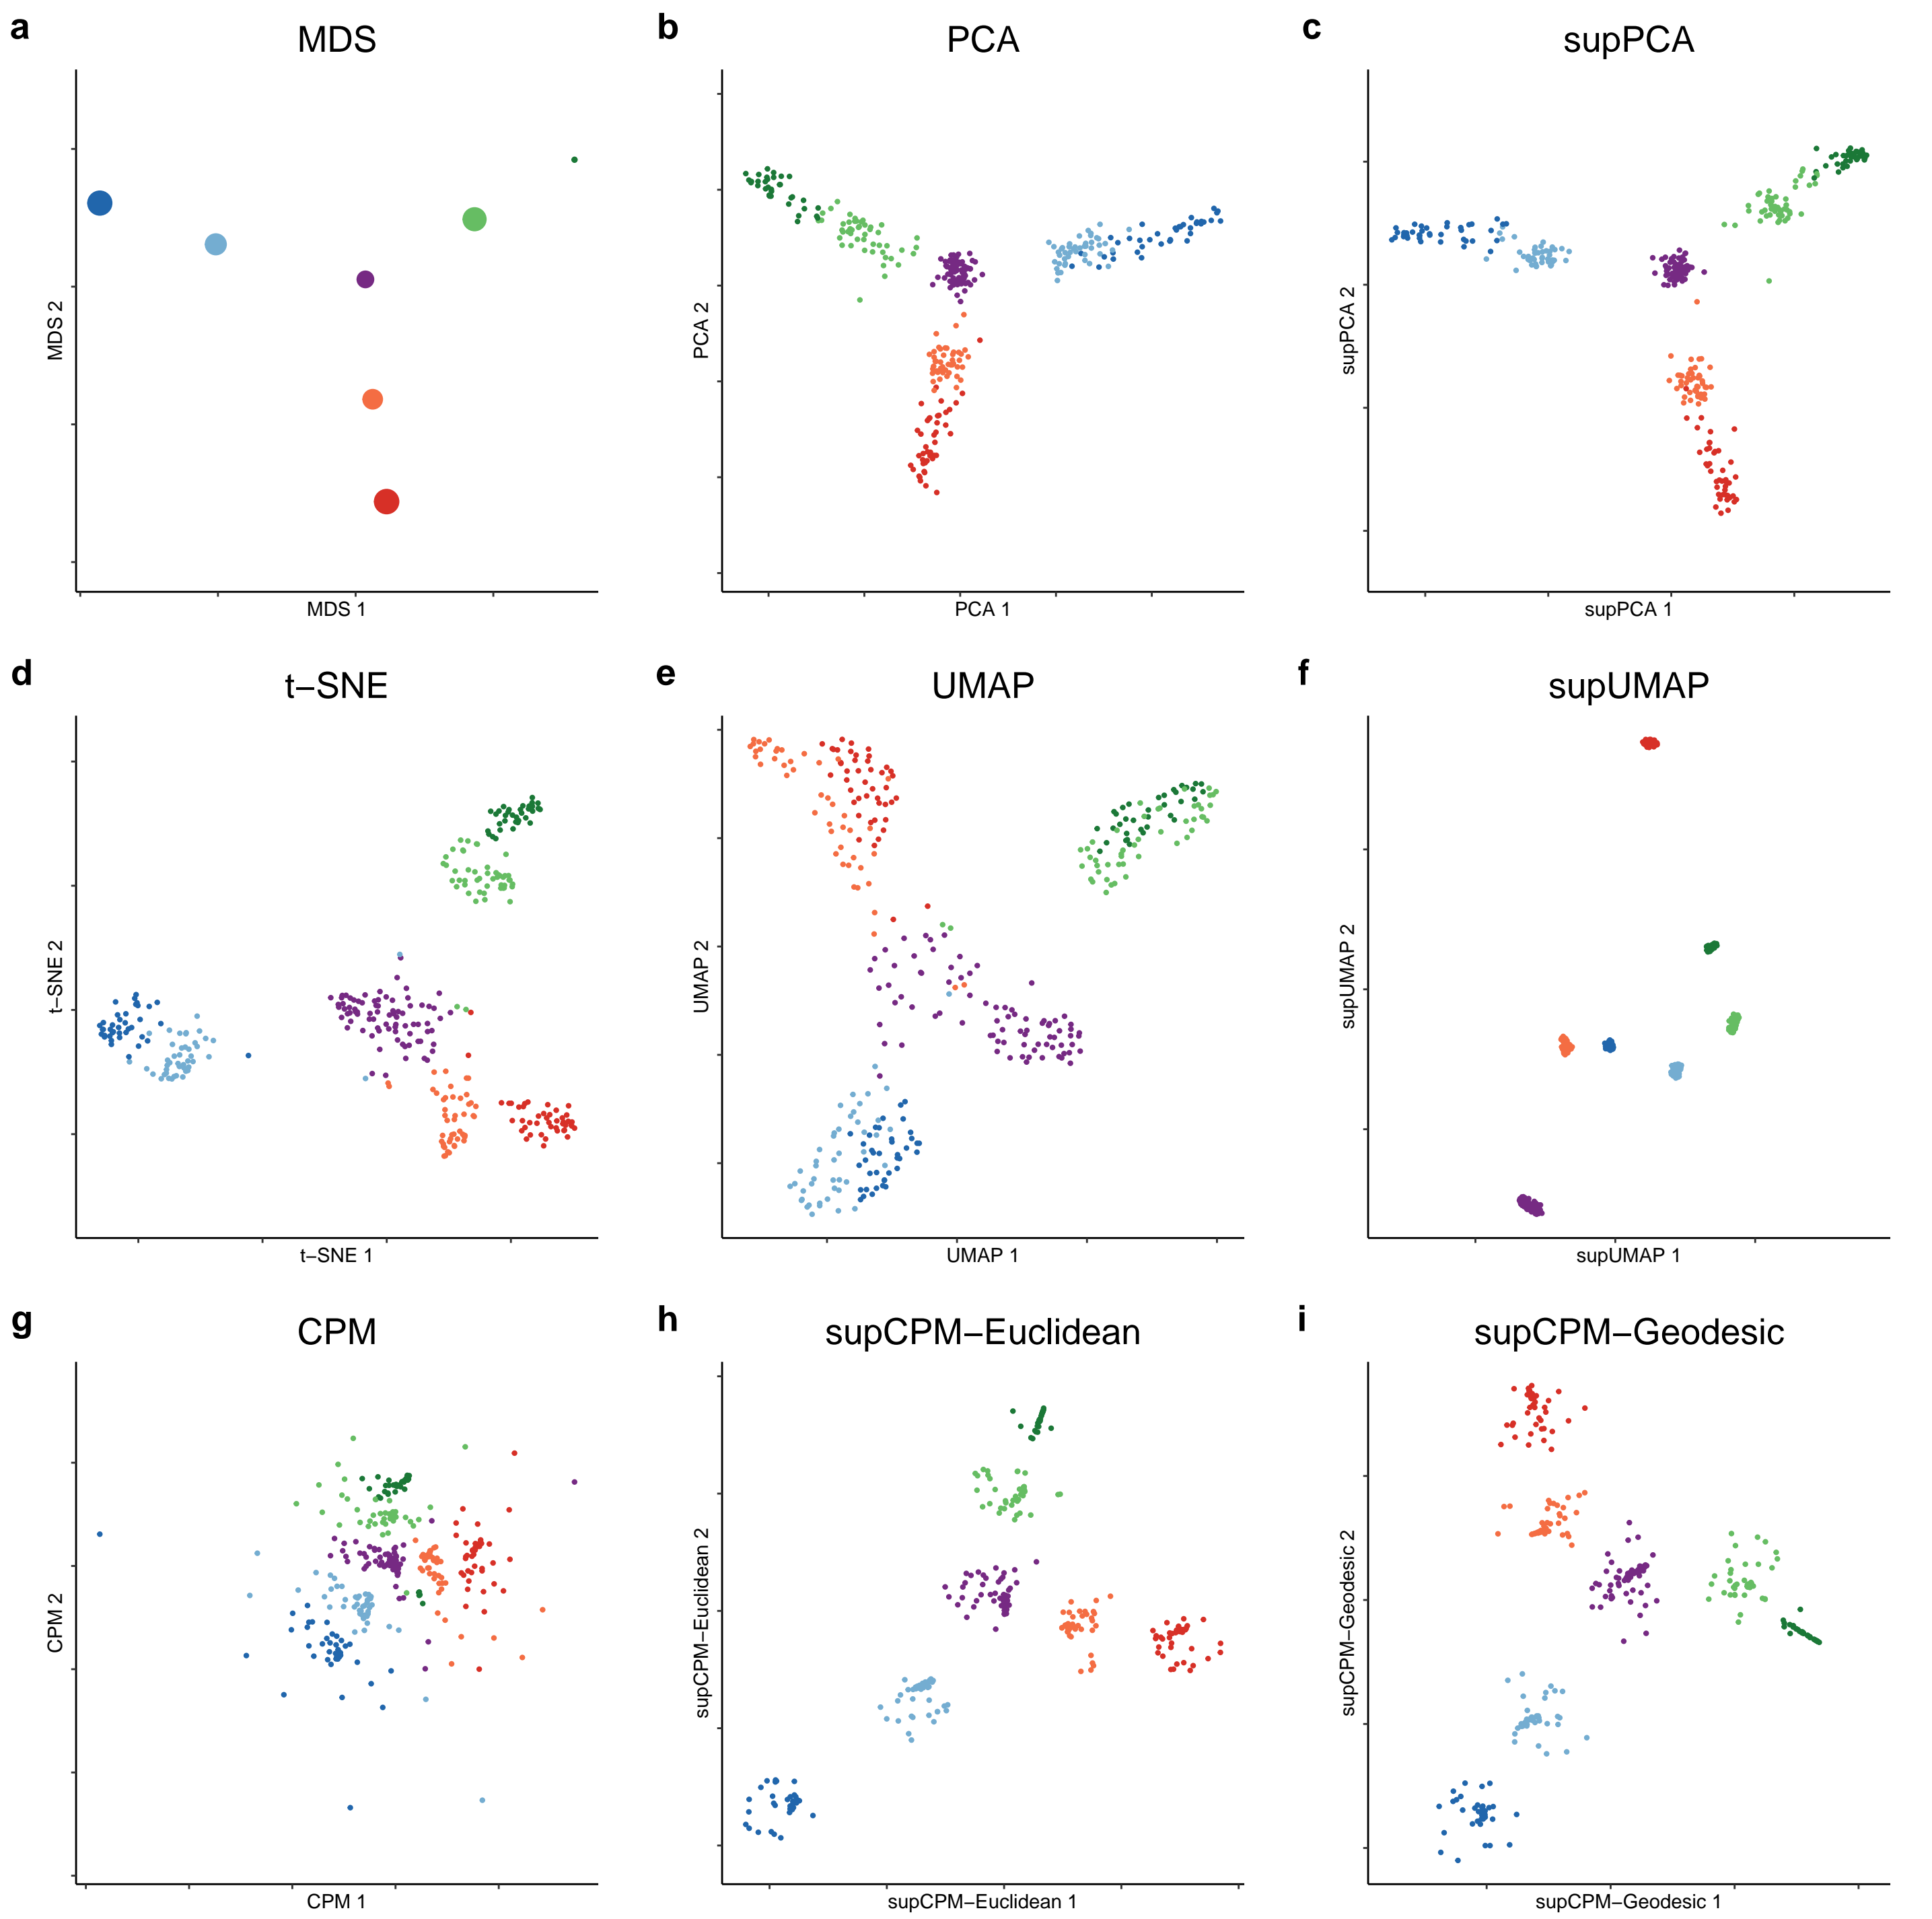 a
MDS
MDS 2
MDS 1
b
PCA
PCA 2
PCA 1
c
supPCA
supPCA 2
supPCA 1
d
t−SNE
t−SNE 2
t−SNE 1
e
UMAP
UMAP 2
UMAP 1
f
supUMAP
supUMAP 2
supUMAP 1
g
CPM
CPM 2
CPM 1
h
supCPM−Euclidean
supCPM−Euclidean 2
supCPM−Euclidean 1
i
supCPM−Geodesic
supCPM−Geodesic 2
supCPM−Geodesic 1